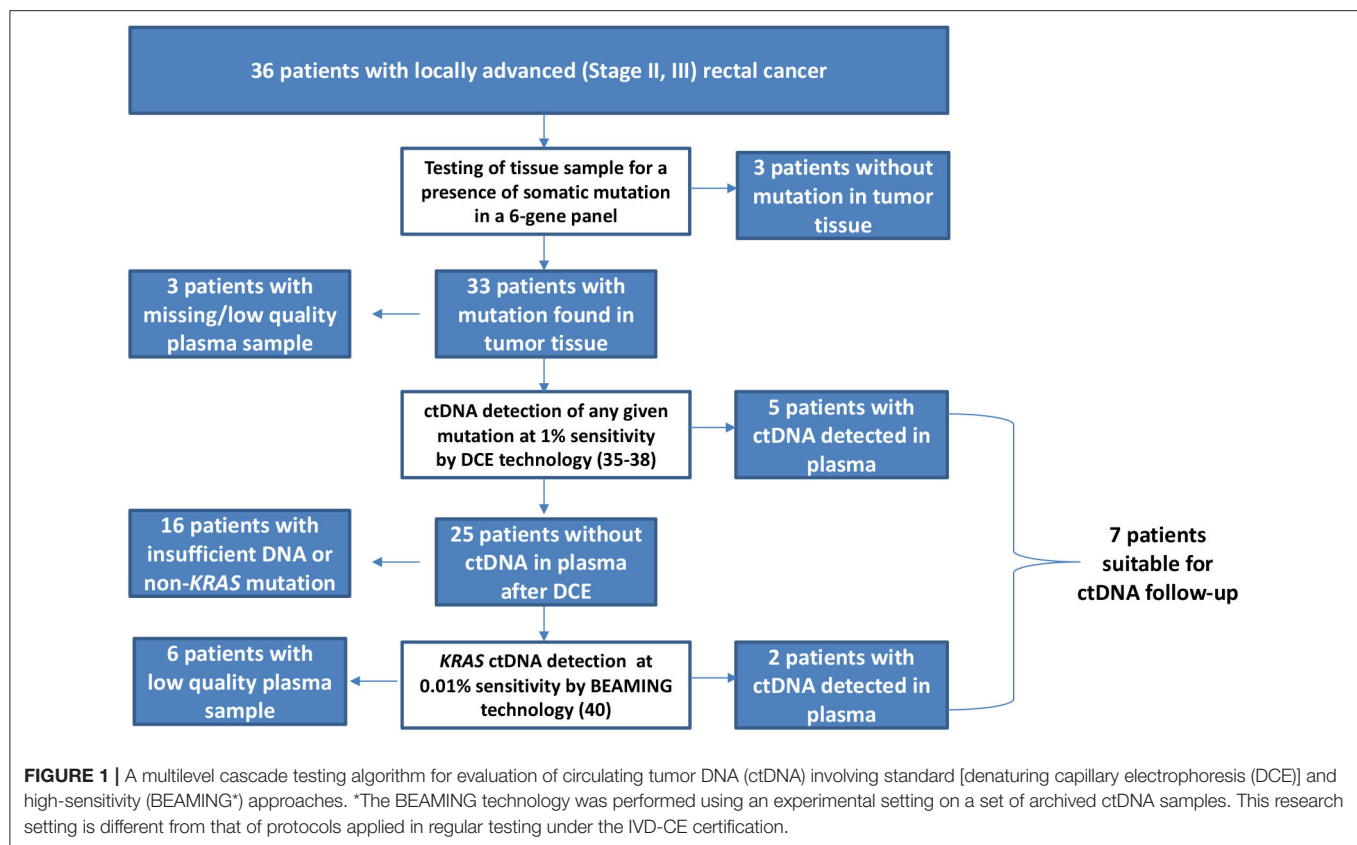 36 patients with locally advanced (Stage II, III) rectal cancer
Testing of tissue sample for a
presence of somatic mutation
in a 6-gene panel
3 patients without
mutation in tumor
tissue
3 patients with
missing/low quality
plasma sample
33 patients with
mutation found in
tumor tissue
ctDNA detection of any given
mutation at 1% sensitivity
by DCE technology (35-38)
5 patients with
ctDNA detected in
plasma
16 patients with
insufficient DNA or
non-KRAS mutation
25 patients without
ctDNA in plasma
after DCE
7 patients
suitable for
ctDNA follow-up
6 patients with
low quality plasma
sample
KRAS ctDNA detection at
0.01% sensitivity by BEAMING
technology (40)
2 patients with
ctDNA detected in
plasma
FIGURE 1 | A multilevel cascade testing algorithm for evaluation of circulating tumor DNA (ctDNA) involving standard [denaturing capillary electrophoresis (DCE)] and
high-sensitivity (BEAMING*) approaches. *The BEAMING technology was performed using an experimental setting on a set of archived ctDNA samples. This research
setting is different from that of protocols applied in regular testing under the IVD-CE certification.